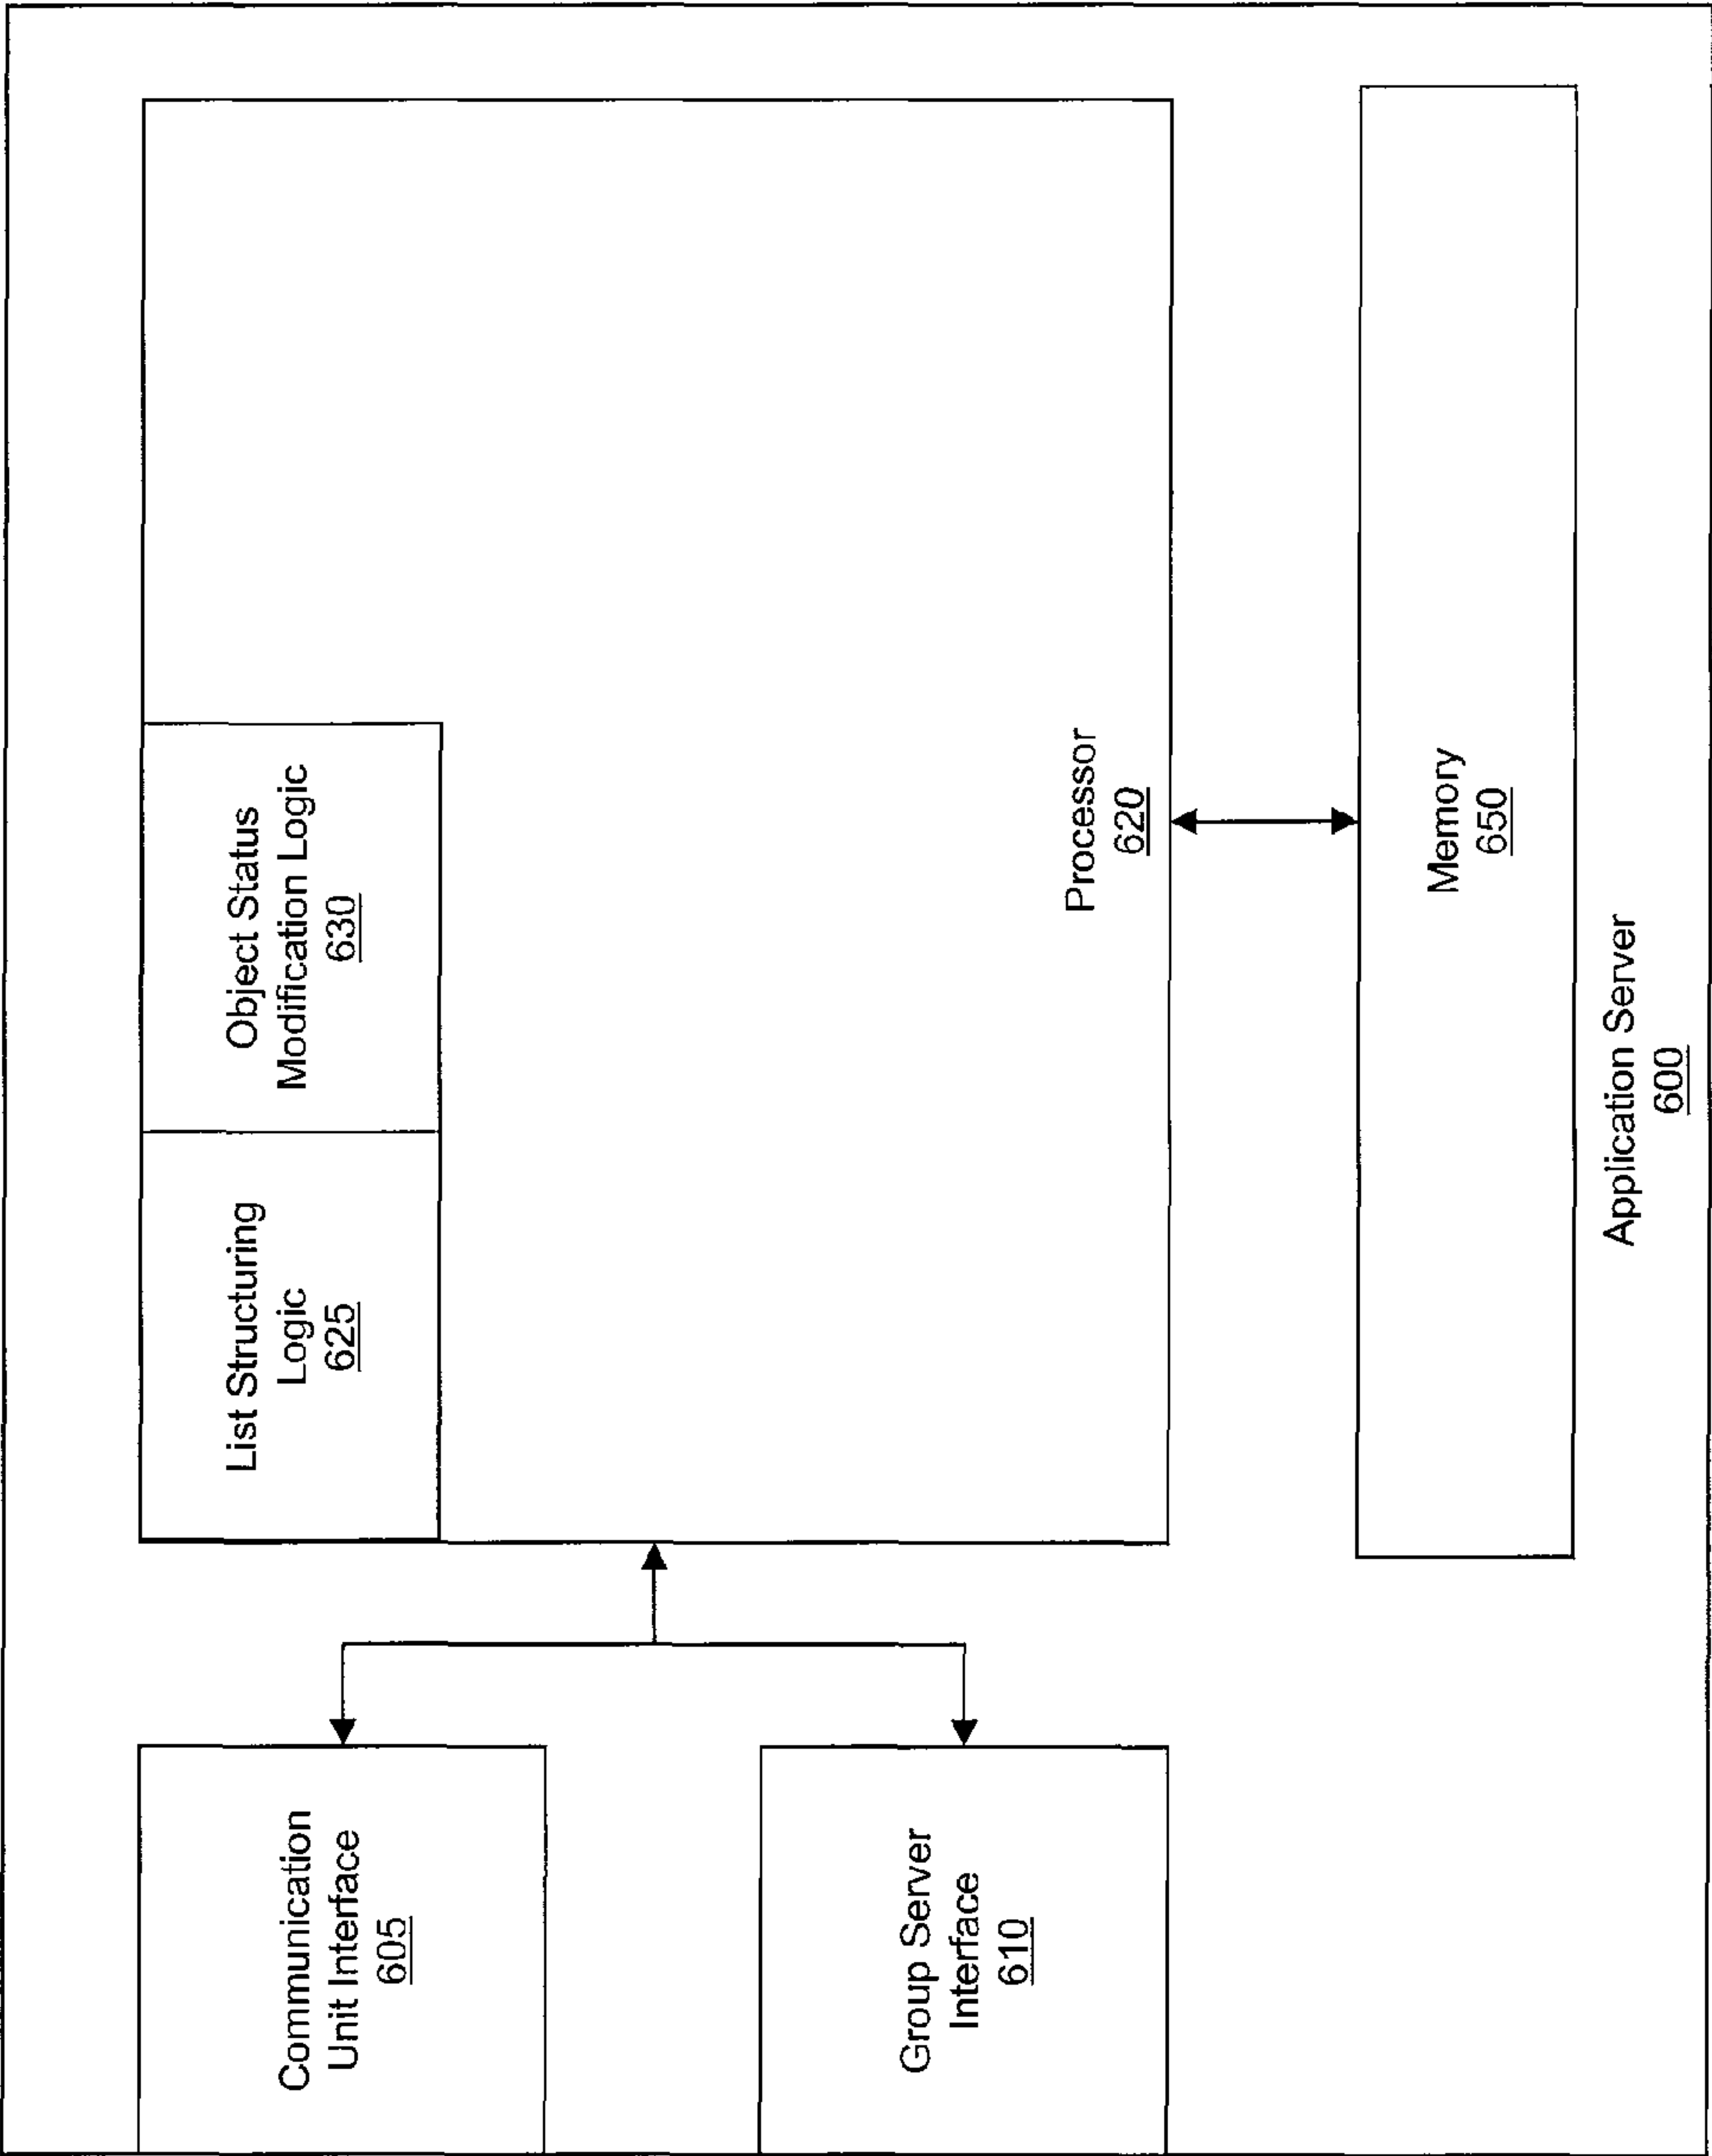 Communication
Unit Interface
605
Group Server
Interface
610
List Structuring
Logic
625
Object Status
Modification Logic
630
Processor
620
Memory
650
Application Server
600